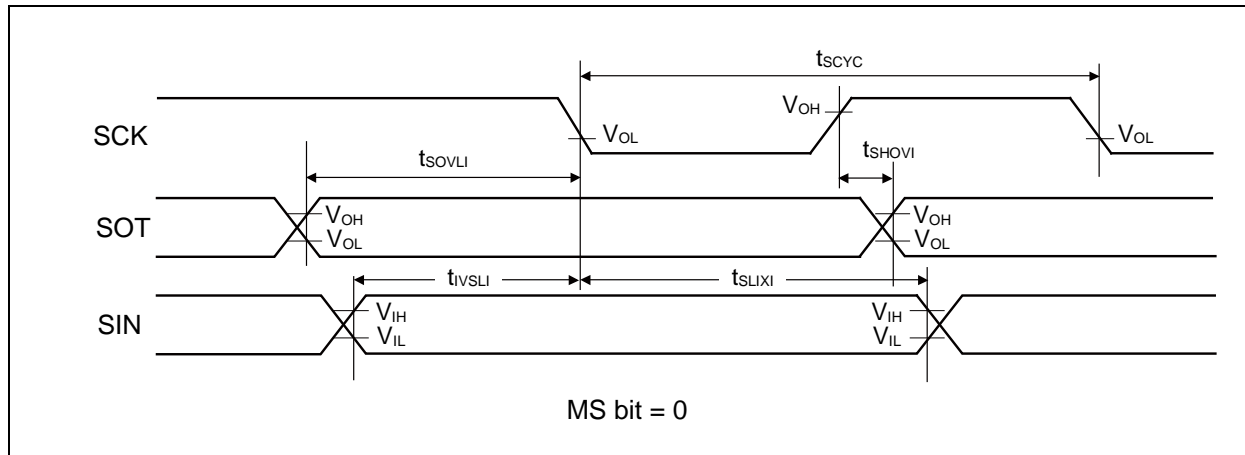 tSCYC
SCK
VOL
VOH
VOL
tSOVLI
tSHOVI
SOT
VOH
VOL
VOH
VOL
tIVSLI
tSLIXI
SIN
VIH
VIL
VIH
VIL
MS bit = 0